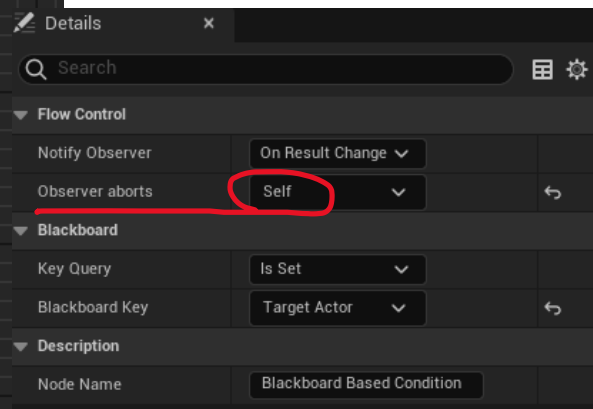 Details
Search
Flow Control
Notify Observer On Result Change
Observer aborts Self
Blackboard
Key Query Is Set
Blackboard Key Target Actor
Description
Node Name Blackboard Based Condition